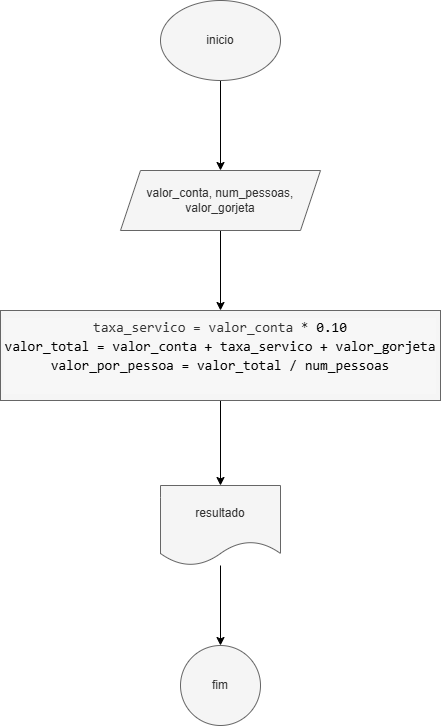 inicio
valor_conta, num_pessoas,
valor_gorjeta
taxa_servico = valor_conta * 0.10
valor_total = valor_conta + taxa_servico + valor_gorjeta
valor_por_pessoa = valor_total / num_pessoas
resultado
fim